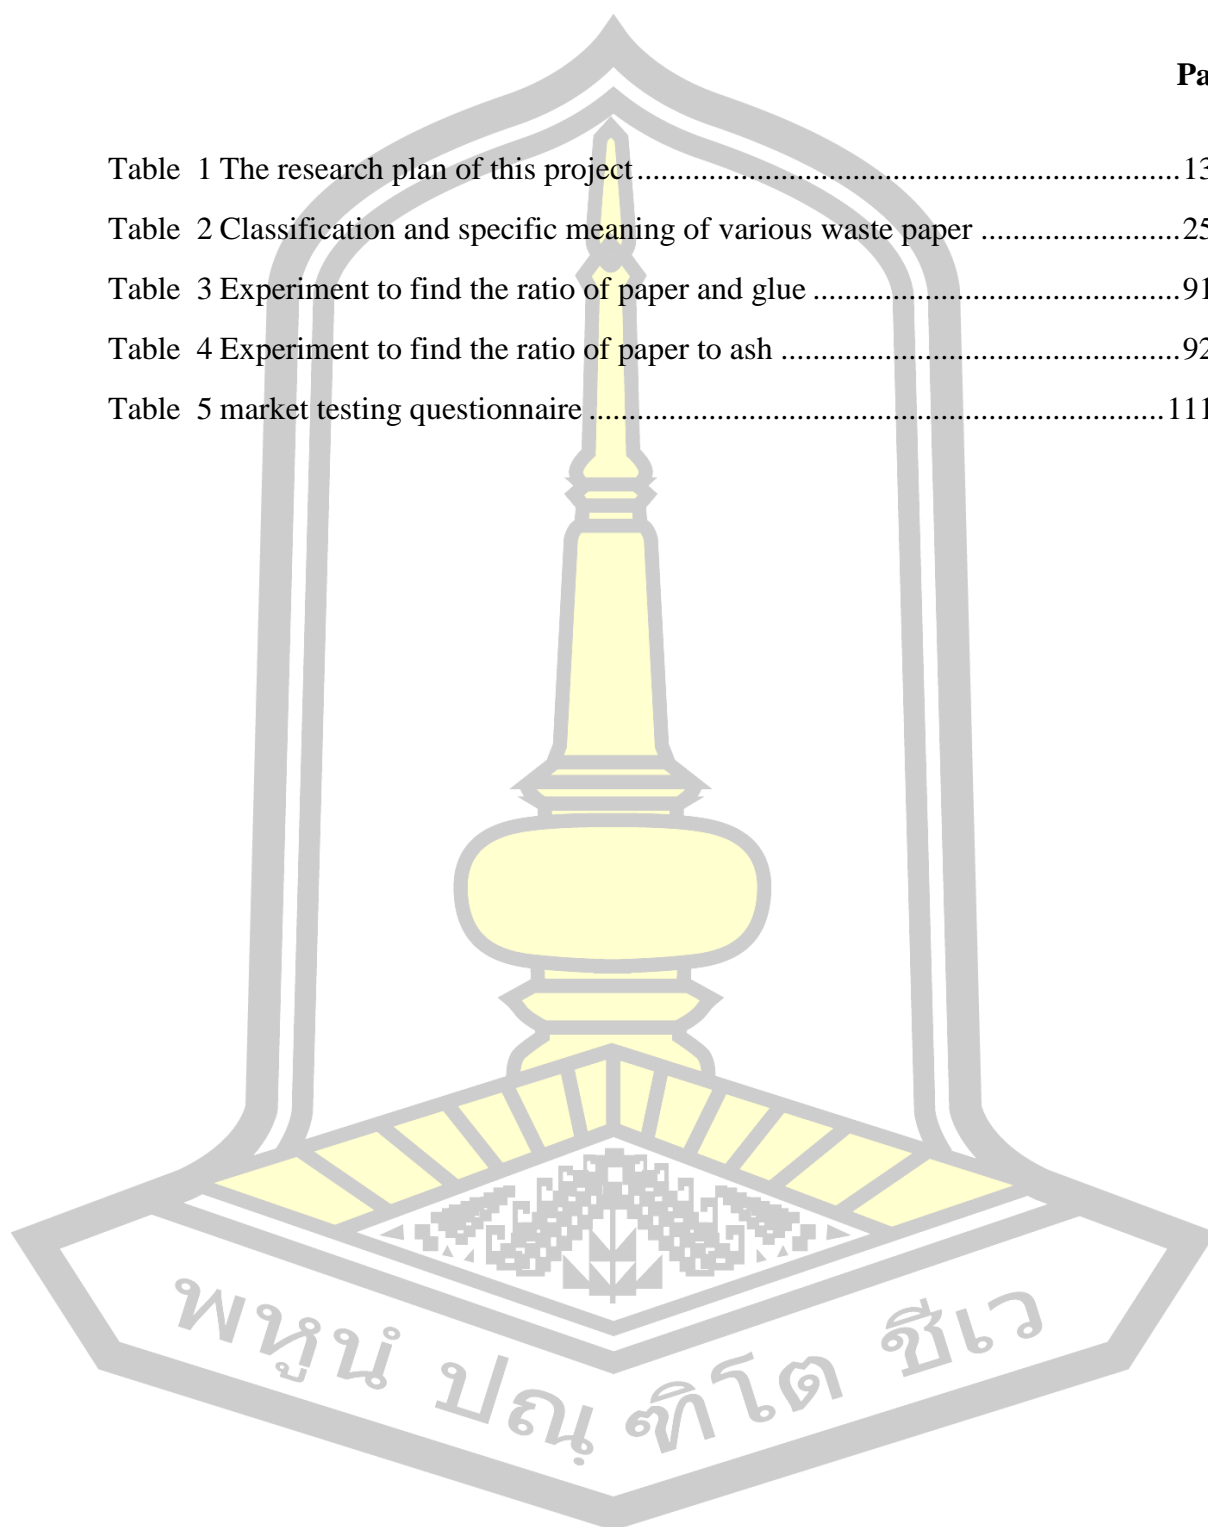 Pa
Table 1 The research plan of this project....................................................................13
Table 2 Classification and specific meaning of various waste paper .........................25
Table 3 Experiment to find the ratio of paper and glue ..............................................91
Table 4 Experiment to find the ratio of paper to ash ..................................................92
Table 5 market testing questionnaire ........................................................................111
พหูนํ ปณฺฑิโต ชีเว